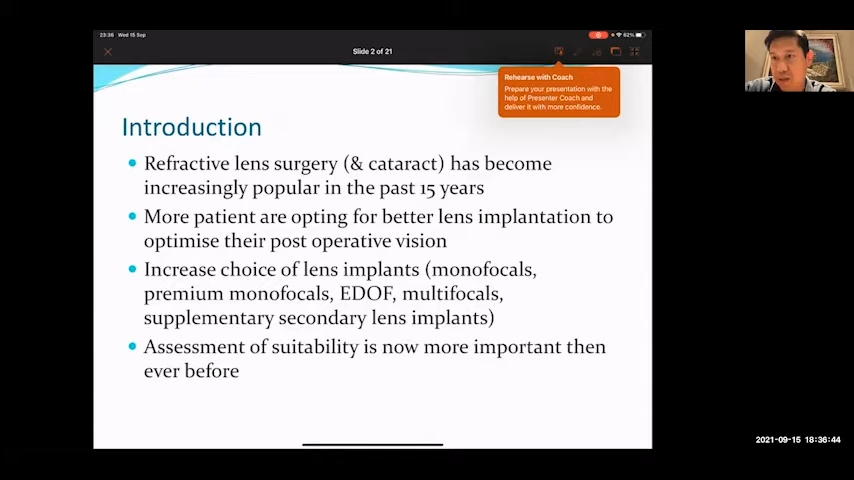 23:36 Wed 15 Sep
62%
Slide 2 of 21
Rehearse with Coach
Prepare your presentation with the
help of Presenter Coach and
deliver it with more confidence.
Introduction
Refractive lens surgery (& cataract) has become
increasingly popular in the past 15 years
More patient are opting for better lens implantation to
optimise their post operative vision
Increase choice of lens implants (monofocals,
premium monofocals, EDOF, multifocals,
supplementary secondary lens implants)
Assessment of suitability is now more important then
ever before
2021-09-15 18:36:44